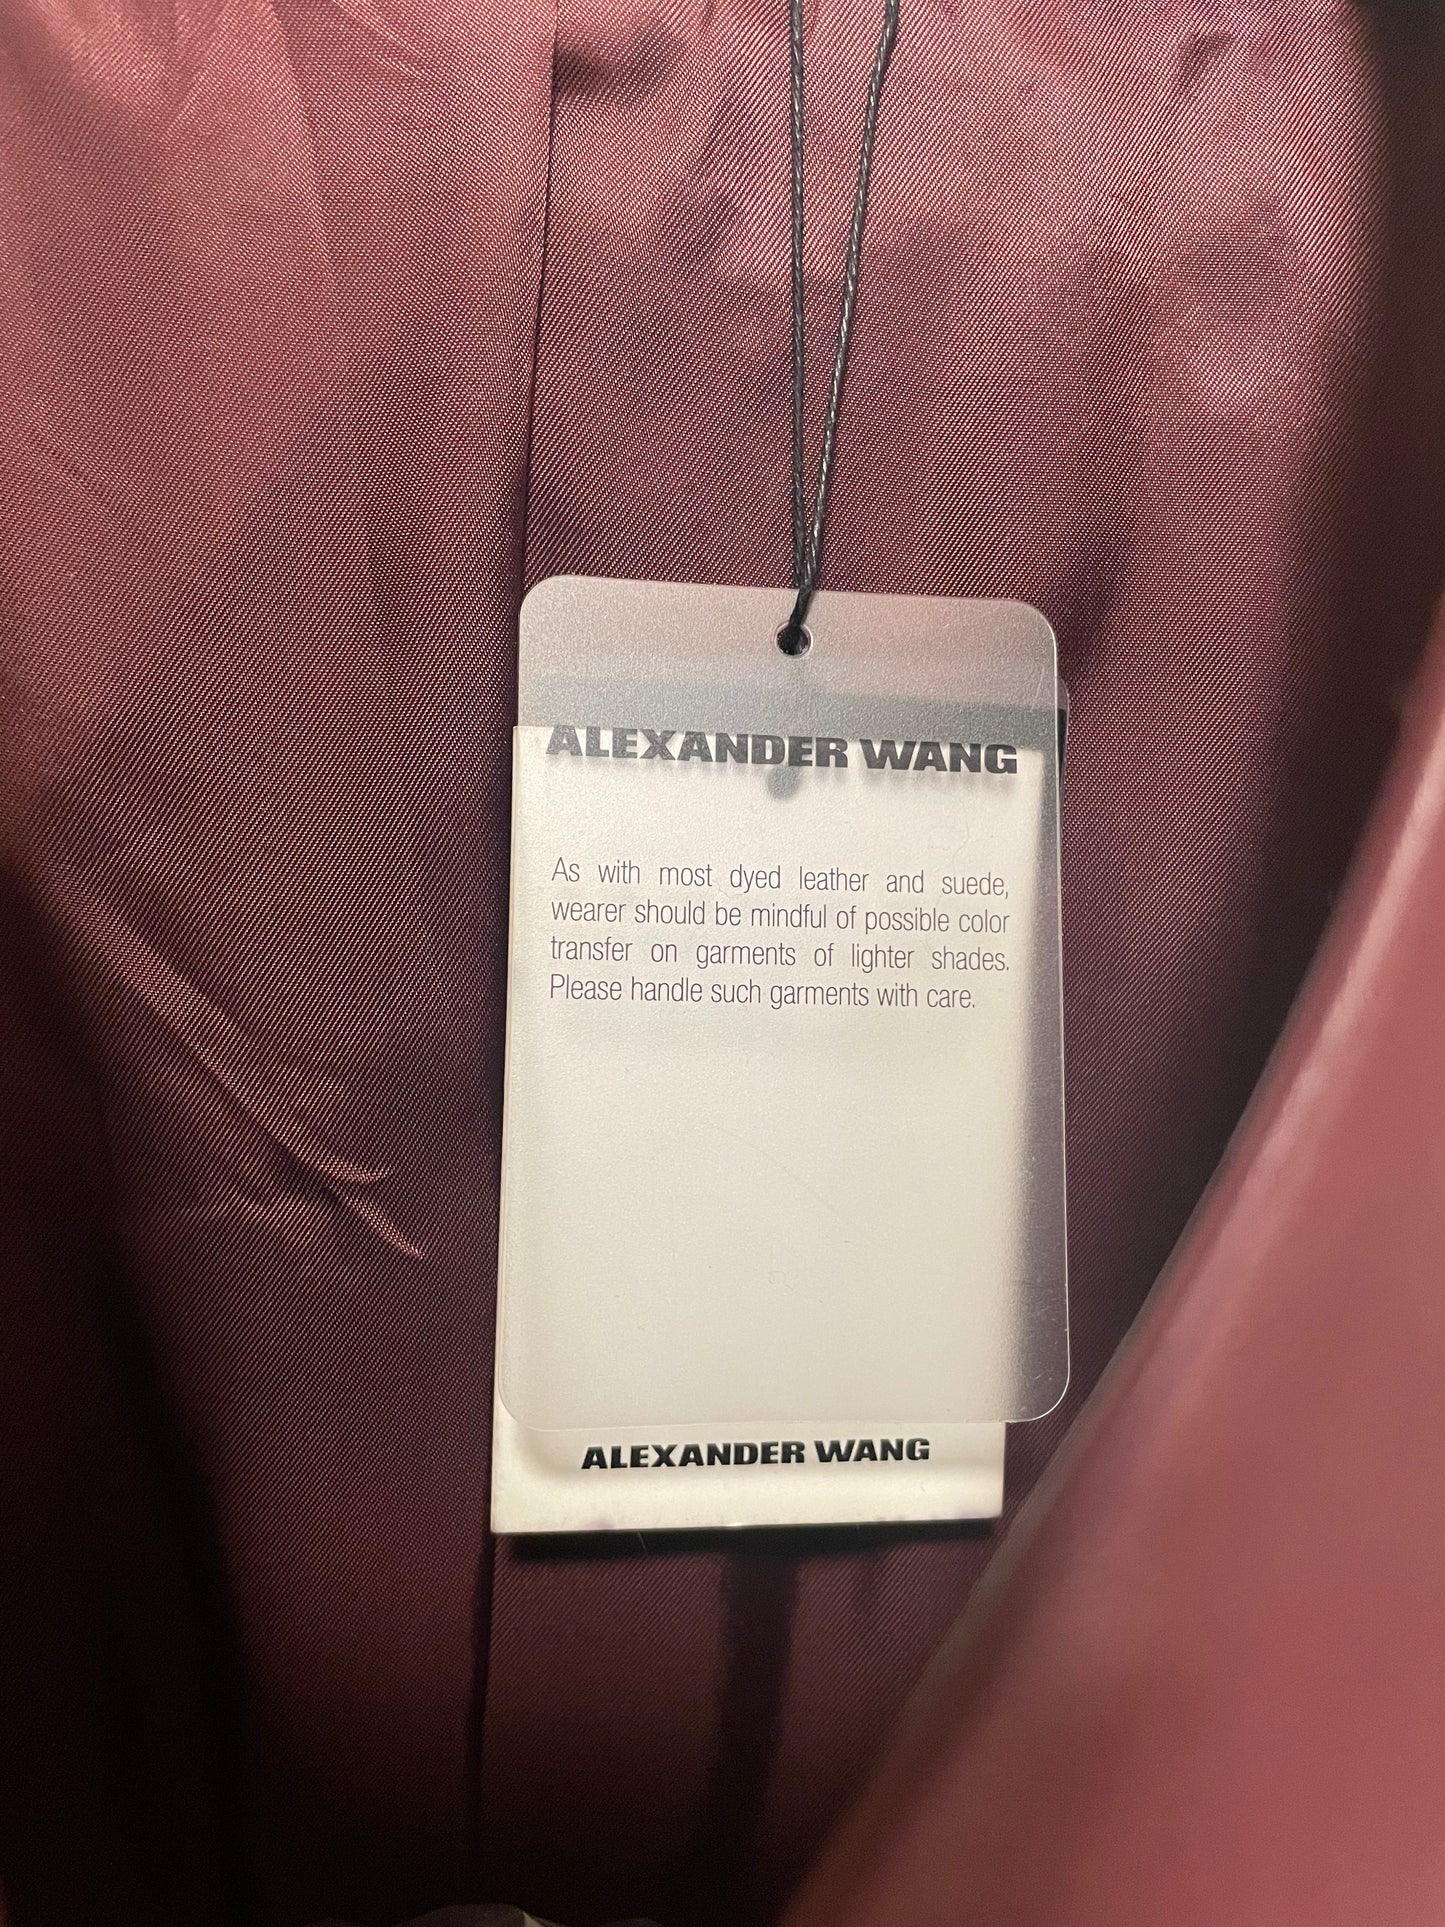 ALEXANDER WANG
As with most dyed leather and suede,
wearer should be mindful of possible color
transfer on garments of lighter shades.
Please handle such garments with care.
ALEXANDER WANG